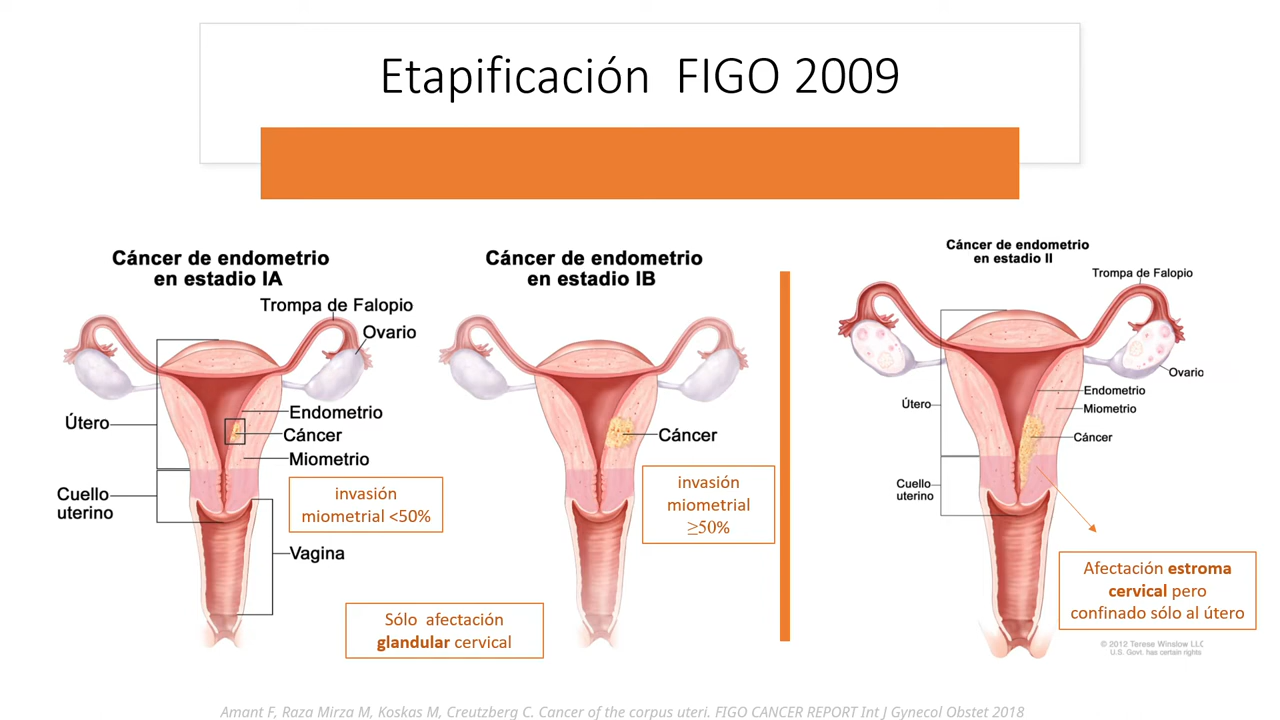 Etapificación FIGO 2009
Cáncer de endometrio
en estadio IA
Trompa de Falopio
Ovario
Útero
Endometrio
Cáncer
Miometrio
Cuello
uterino
invasión
miometrial <50%
Vagina
Sólo afectación
glandular cervical
Cáncer de endometrio
en estadio IB
Cáncer
invasión
miometrial
≥50%
Cáncer de endometrio
en estadio II
Trompa de Falopio
Ovario
Endometrio
Útero
Miometrio
Cáncer
Cuello
uterino
Afectación estroma
cervical pero
confinado sólo al útero
© 2012 Terese Winslow LLC
U.S. Govt. has certain rights
Amant F, Raza Mirza M, Koskas M, Creutzberg C. Cancer of the corpus uteri. FIGO CANCER REPORT Int J Gynecol Obstet 2018